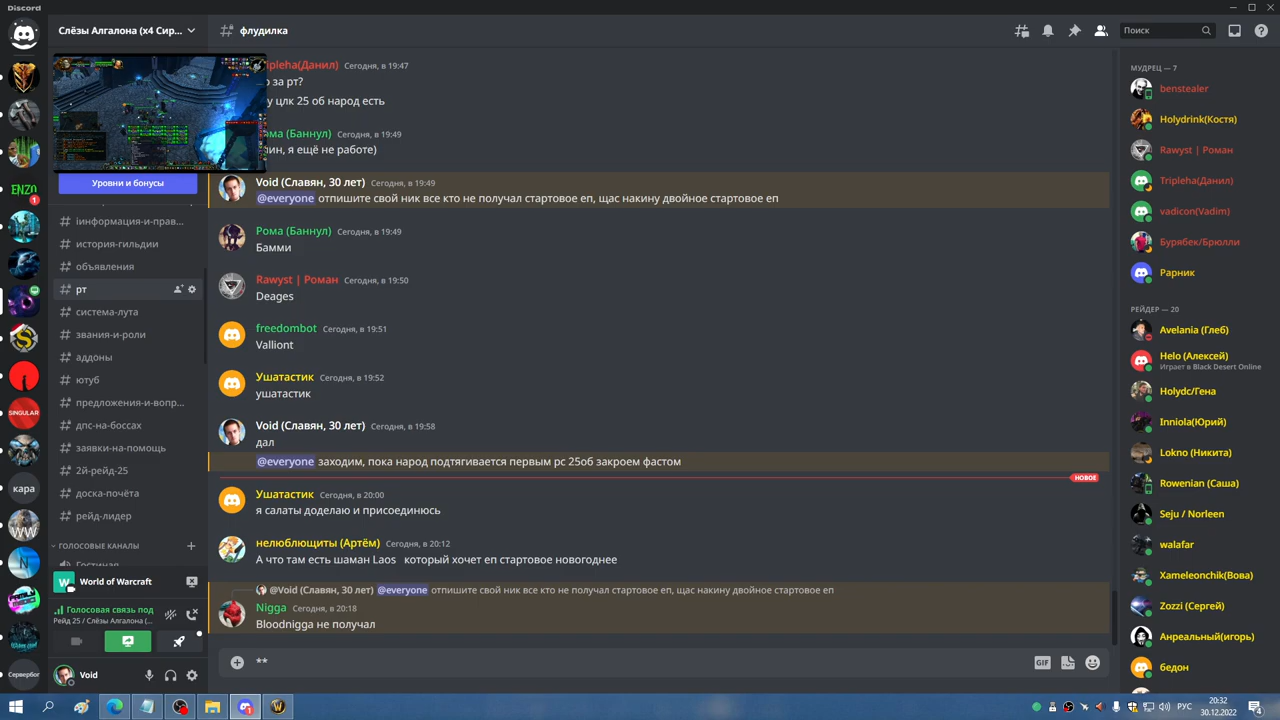 Discord
Слёзы Алгалона (x4 Сир...
флудилка
Поиск
Tripleha(Данил) Сегодня, в 19:47
за рт?
цлк 25 об народ есть
Рома (Баннул) Сегодня, в 19:49
я ещё не работе)
Уровни и бонусы
Void (Славян, 30 лет) Сегодня, в 19:49
@everyone отпишите свой ник все кто не получал стартовое еп, щас накину двойное стартовое еп
Рома (Баннул) Сегодня, в 19:49
Бамми
Rawyst | Роман Сегодня, в 19:50
Deages
freedombot Сегодня, в 19:51
Valliont
Ушатастик Сегодня, в 19:52
ушатастик
Void (Славян, 30 лет) Сегодня, в 19:58
дал
@everyone заходим, пока народ подтягивается первым рс 25об закроем фастом
НОВОЕ
Ушатастик Сегодня, в 20:00
я салаты доделаю и присоединюсь
нелюблющиты (Артём) Сегодня, в 20:12
А что там есть шаман Laos который хочет еп стартовое новогоднее
@Void (Славян, 30 лет) @everyone отпишите свой ник все кто не получал стартовое еп, щас накину двойное стартовое еп
Nigga Сегодня, в 20:18
Bloodnigga не получал
**
GIF
ENZO
1
SINGULAR
кара
WW
N
Сервербог
информация-и-прав...
история-гильдии
объявления
рт
система-лута
звания-и-роли
аддоны
ютуб
предложения-и-вопр...
дпс-на-боссах
заявки-на-помощь
2й-рейд-25
доска-почёта
рейд-лидер
ГОЛОСОВЫЕ КАНАЛЫ
Гостиная
W
World of Warcraft
Голосовая связь под
Рейд 25 / Слёзы Алгалона (...
Void
МУДРЕЦ — 7
benstealer
Holydrink(Костя)
Rawyst | Роман
Tripleha(Данил)
vadicon(Vadim)
Бурябек/Брюлли
Рарник
РЕЙДЕР — 20
Avelania (Глеб)
Helo (Алексей)
Играет в Black Desert Online
Holydc/Гена
Inniola(Юрий)
Lokno (Никита)
Rowenian (Саша)
Seju / Norleen
walafar
Xameleonchik(Вова)
Zozzi (Сергей)
Анреальный(игорь)
бедон
РУС
20:32
30.12.2022
4